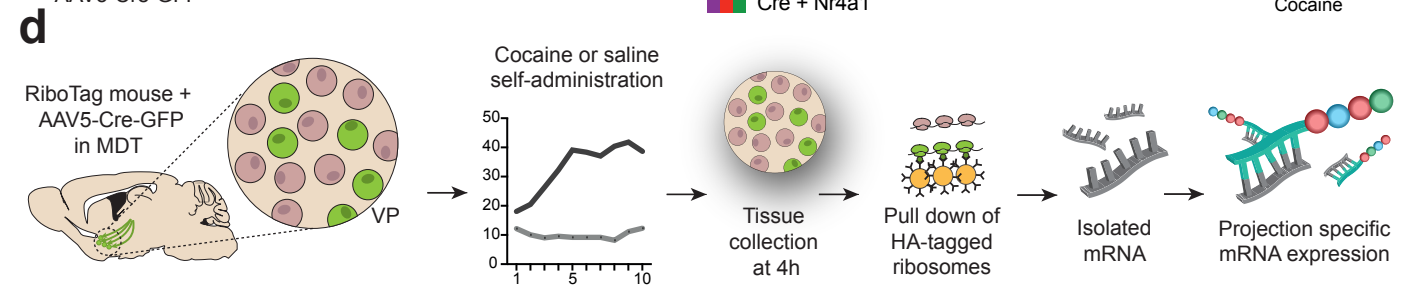 Cre + Nr4a1
Cocaine
d
RiboTag mouse +
AAV5-Cre-GFP
in MDT
VP
Cocaine or saline
self-administration
50
40
30
20
10
0
1 5 10
Tissue
collection
at 4h
Pull down of
HA-tagged
ribosomes
Isolated
mRNA
Projection specific
mRNA expression